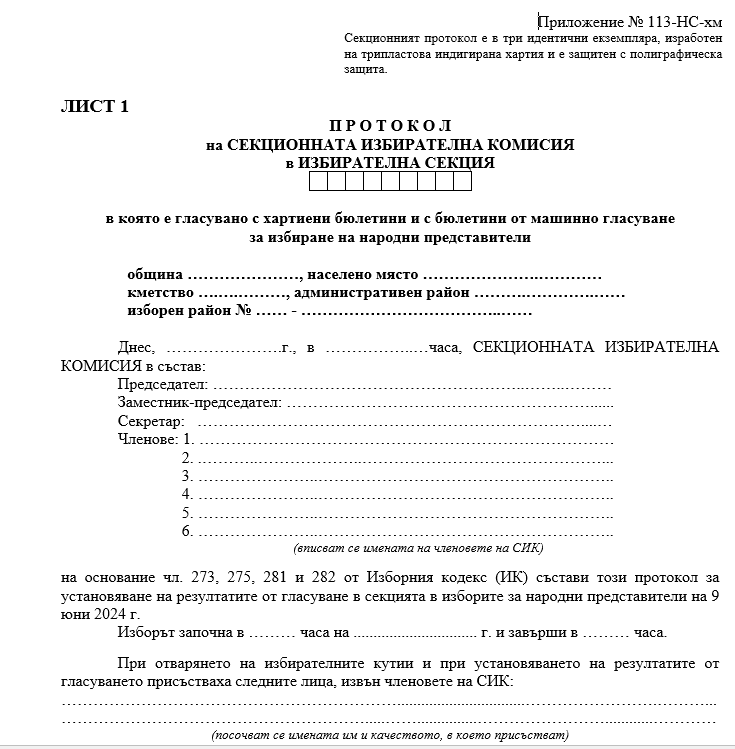 Приложение № 113-НС-хм
Секционният протокол е в три идентични екземпляра, изработен
на трипластова индигирана хартия и е защитен с полиграфическа
защита.
ЛИСТ 1
П Р О Т О К О Л
на СЕКЦИОННАТА ИЗБИРАТЕЛНА КОМИСИЯ
в ИЗБИРАТЕЛНА СЕКЦИЯ
в която е гласувано с хартиени бюлетини и с бюлетини от машинно гласуване
за избиране на народни представители
община …………………, населено място ………………….…………
кметство ….….………, административен район …….…………….……
изборен район № …… - ………………………………..……
Днес, ………………….г., в ……………..…часа, СЕКЦИОННАТА ИЗБИРАТЕЛНА
КОМИСИЯ в състав:
Председател: ……………………………………………………..….………
Заместник-председател: …………………………………………………......
Секретар: …………………………………………………………………....…
Членове: 1. ……………………………………………………………………
2. ……………………………………………………………………..
3. ……………………………………………………………………..
4. ……………………………………………………………………..
5. ……………………………………………………………………..
6. ……………………………………………………………………..
(вписват се имената на членовете на СИК)
на основание чл. 273, 275, 281 и 282 от Изборния кодекс (ИК) състави този протокол за
установяване на резултатите от гласуване в секцията в изборите за народни представители на 9
юни 2024 г.
Изборът започна в ……… часа на ................................ г. и завърши в ……… часа.
При отварянето на избирателните кутии и при установяването на резултатите от
гласуването присъстваха следните лица, извън членовете на СИК:
……………………………………………………................................……………………………………..
……………………………………………………................................……………………………………
(посочват се имената им и качеството, в което присъстват)